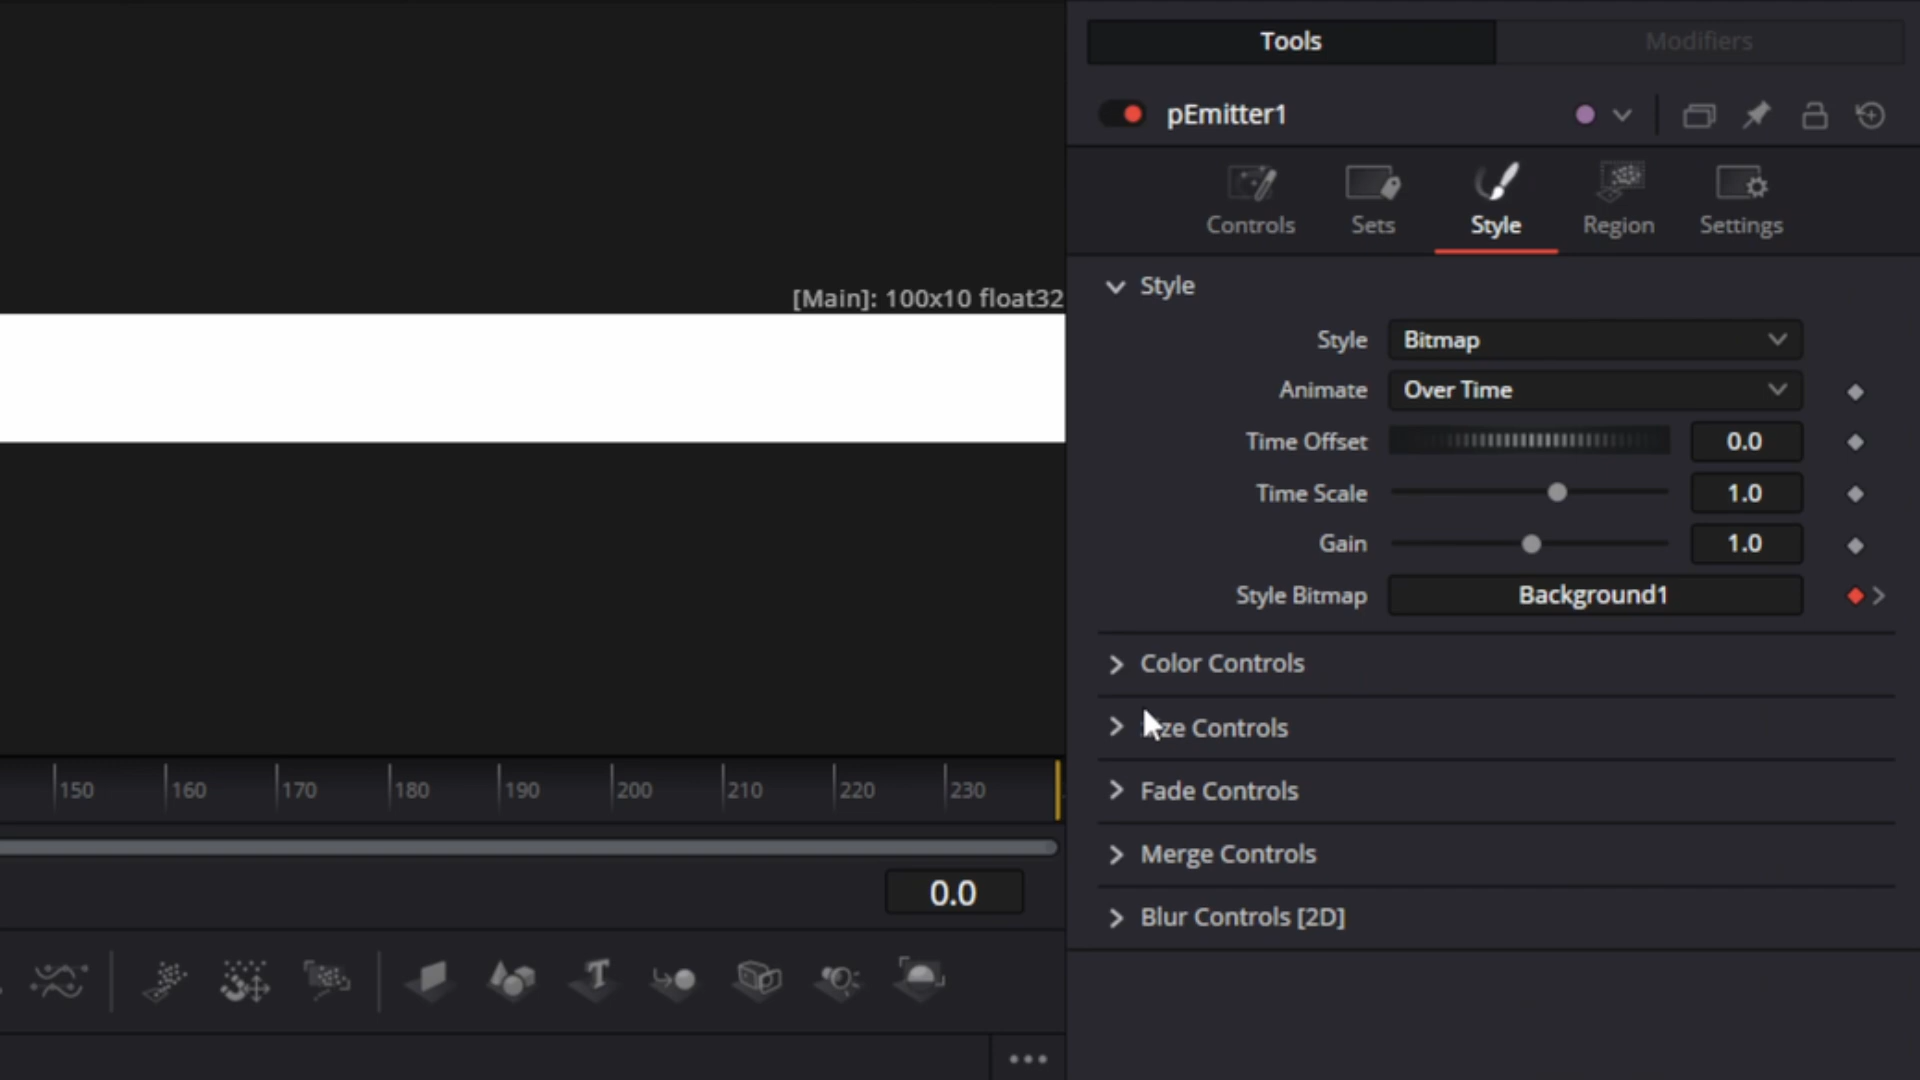 Tools
Modifiers
pEmitter1
Controls
Sets
Style
Region
Settings
Style
[Main]: 100x10 float32
Style
Bitmap
Animate
Over Time
Time Offset
0.0
Time Scale
1.0
Gain
1.0
Style Bitmap
Background1
Color Controls
Controls
Fade Controls
Merge Controls
Blur Controls [2D]
150
160
170
180
190
200
210
220
230
0.0